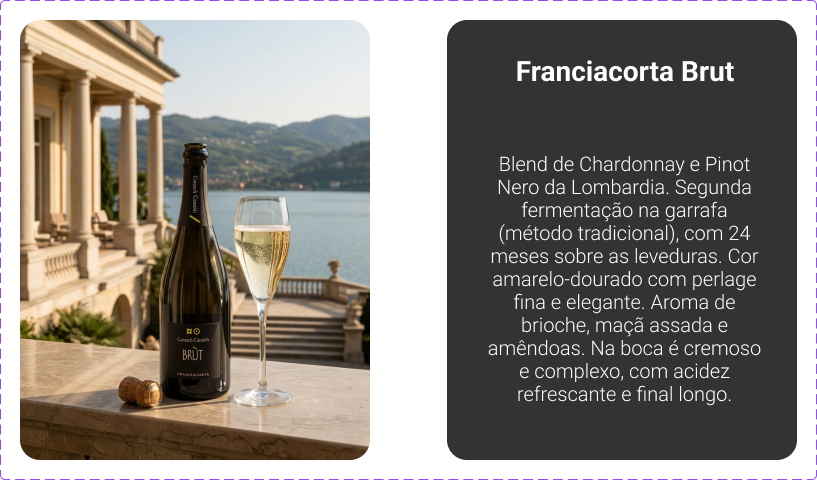 BRÙT
FRANCIACORTA
Franciacorta Brut
Blend de Chardonnay e Pinot
Nero da Lombardia. Segunda
fermentação na garrafa
(método tradicional), com 24
meses sobre as leveduras. Cor
amarelo-dourado com perlage
fina e elegante. Aroma de
brioche, maçã assada e
amêndoas. Na boca é cremoso
e complexo, com acidez
refrescante e final longo.